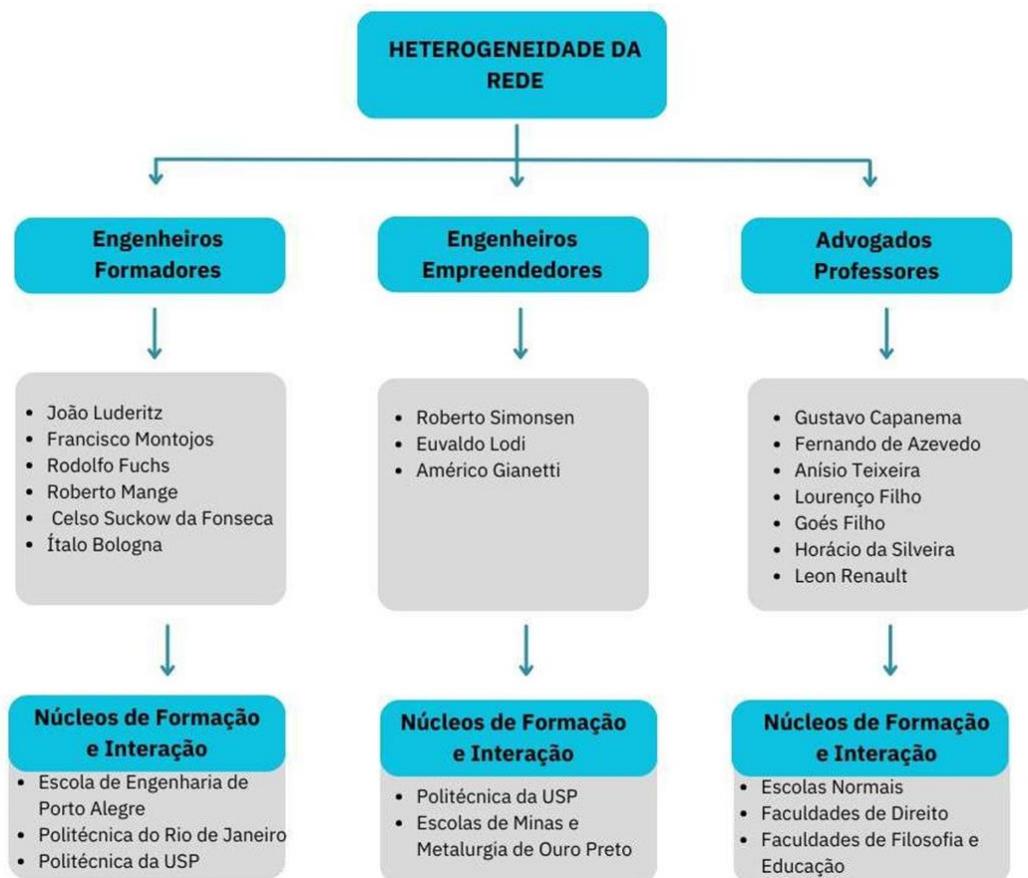 HETEROGENEIDADE DA
REDE
Engenheiros
Formadores
Engenheiros
Empreendedores
Advogados
Professores
• João Luderitz
• Francisco Montojos
• Rodolfo Fuchs
• Roberto Mange
• Celso Suckow da Fonseca
• Ítalo Bologna
• Roberto Simonsen
• Euvaldo Lodi
• Américo Gianetti
• Gustavo Capanema
• Fernando de Azevedo
• Anísio Teixeira
• Lourenço Filho
• Goés Filho
• Horácio da Silveira
• Leon Renault
Núcleos de Formação
e Interação
• Escola de Engenharia de
Porto Alegre
• Politécnica do Rio de Janeiro
• Politécnica da USP
Núcleos de Formação
e Interação
• Politécnica da USP
• Escolas de Minas e
Metalurgia de Ouro Preto
Núcleos de Formação
e Interação
• Escolas Normais
• Faculdades de Direito
• Faculdades de Filosofia e
Educação